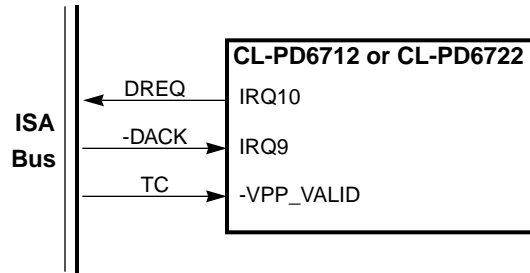 CL-PD6712 or CL-PD6722
DREQ
IRQ10
ISA
Bus
-DACK
IRQ9
TC
-VPP_VALID